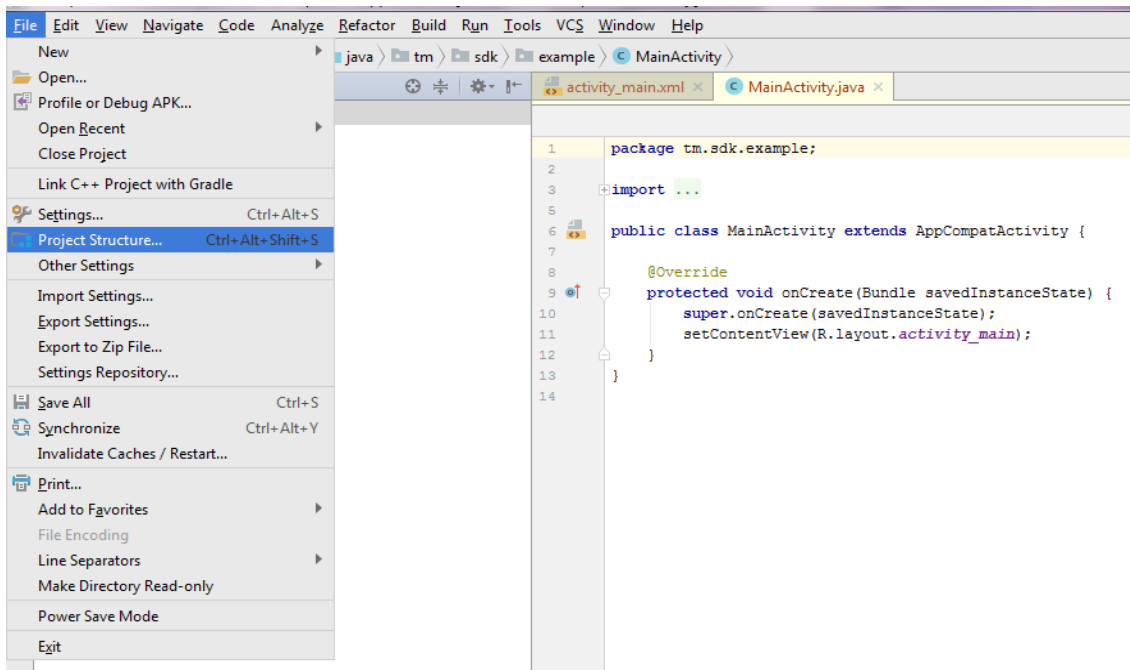 File Edit View Navigate Code Analyze Refactor Build Run Tools VCS Window Help
java tm sdk example MainActivity
activity_main.xml MainActivity.java
New
Open...
Profile or Debug APK...
Open Recent
Close Project
Link C++ Project with Gradle
Settings... Ctrl+Alt+S
Project Structure... Ctrl+Alt+Shift+S
Other Settings
Import Settings...
Export Settings...
Export to Zip File...
Settings Repository...
Save All Ctrl+S
Synchronize Ctrl+Alt+Y
Invalidate Caches / Restart...
Print...
Add to Favorites
File Encoding
Line Separators
Make Directory Read-only
Power Save Mode
Exit
1 package tm.sdk.example;
2
3 import ...
5
6 public class MainActivity extends AppCompatActivity {
7
8 @Override
9 protected void onCreate(Bundle savedInstanceState) {
10 super.onCreate(savedInstanceState);
11 setContentView(R.layout.activity_main);
12 }
13 }
14